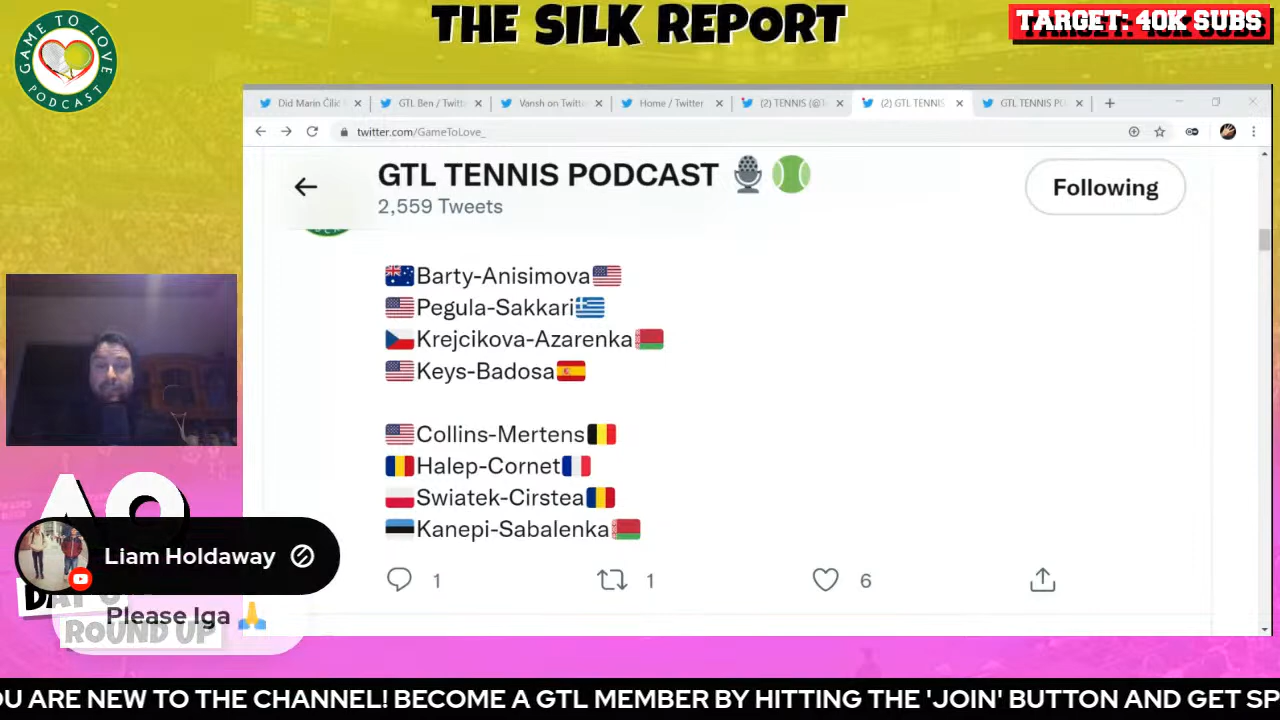 THE SILK REPORT
TARGET: 40K SUBS
GAME TO LOVE
PODCAST
Did Marin Čilić
GTL Ben / Twitt
Vansh on Twitt
Home / Twitter
(2) TENNIS (@T
(2) GTL TENNIS
GTL TENNIS P
twitter.com/GameToLove_
GTL TENNIS PODCAST 🎙🎾
2,559 Tweets
Following
🇦🇺Barty-Anisimova🇺🇸
🇺🇸Pegula-Sakkari🇬🇷
🇨🇿Krejcikova-Azarenka🇧🇾
🇺🇸Keys-Badosa🇪🇸
🇺🇸Collins-Mertens🇧🇪
🇷🇴Halep-Cornet🇫🇷
🇵🇱Swiatek-Cirstea🇷🇴
🇪🇪Kanepi-Sabalenka🇧🇾
1
1
6
AO
Liam Holdaway
Please Iga 🙏
ROUND UP
OU ARE NEW TO THE CHANNEL! BECOME A GTL MEMBER BY HITTING THE 'JOIN' BUTTON AND GET SP